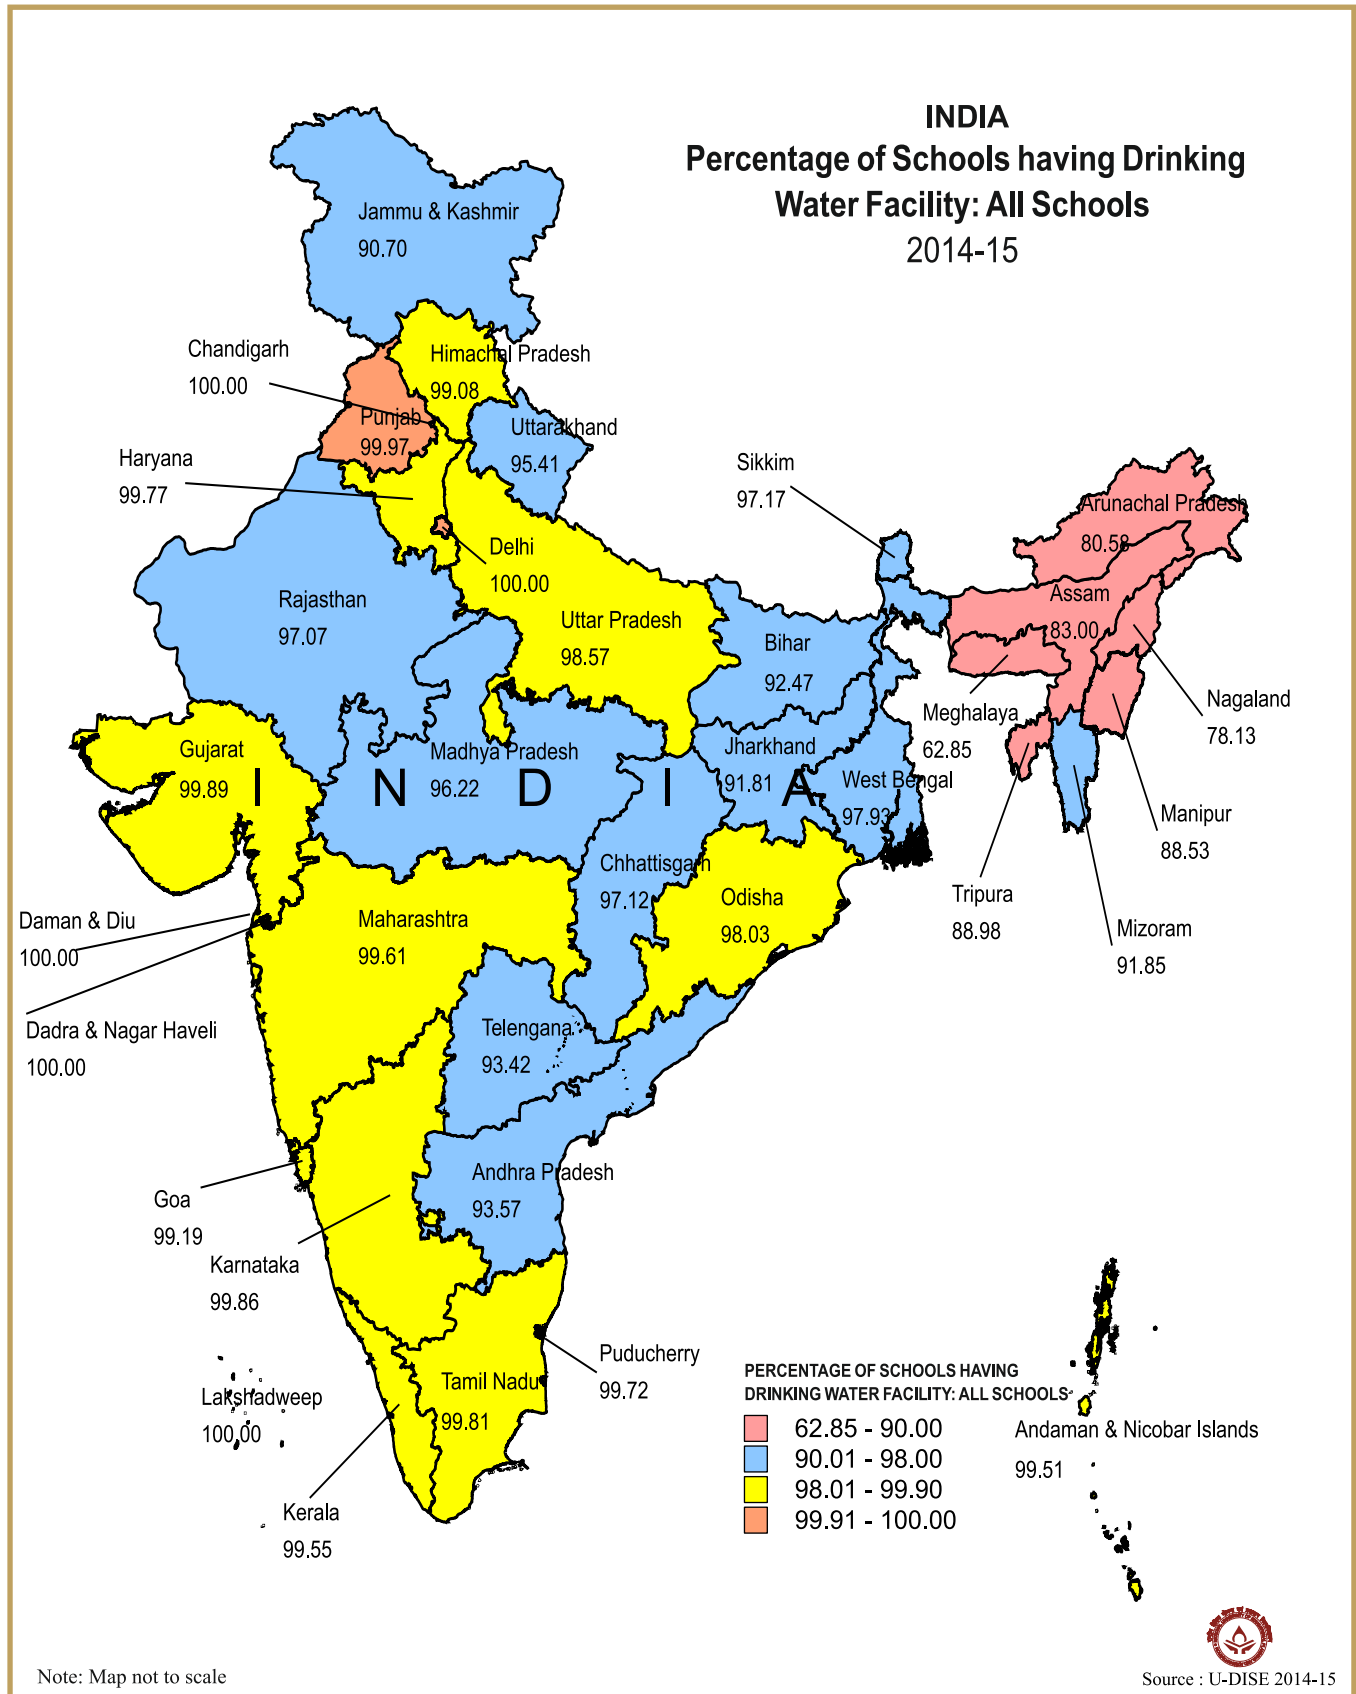 INDIA
Percentage of Schools having Drinking
Water Facility: All Schools
2014-15
Jammu & Kashmir
90.70
Chandigarh
100.00
Himachal Pradesh
99.08
Punjab
99.97
Uttarakhand
95.41
Haryana
99.77
Sikkim
97.17
Arunachal Pradesh
80.58
Delhi
100.00
Rajasthan
97.07
Uttar Pradesh
98.57
Bihar
92.47
Assam
83.00
Meghalaya
62.85
Nagaland
78.13
Gujarat
99.89
Madhya Pradesh
96.22
Jharkhand
91.81
West Bengal
97.93
I N D I A
Manipur
88.53
Chhattisgarh
97.12
Odisha
98.03
Tripura
88.98
Mizoram
91.85
Daman & Diu
100.00
Maharashtra
99.61
Dadra & Nagar Haveli
100.00
Telengana
93.42
Andhra Pradesh
93.57
Goa
99.19
Karnataka
99.86
Puducherry
99.72
Lakshadweep
100.00
Tamil Nadu
99.81
Kerala
99.55
PERCENTAGE OF SCHOOLS HAVING
DRINKING WATER FACILITY: ALL SCHOOLS
62.85 - 90.00
90.01 - 98.00
98.01 - 99.90
99.91 - 100.00
Andaman & Nicobar Islands
99.51
Note: Map not to scale
Source : U-DISE 2014-15